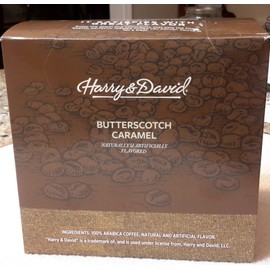 Harry & David
BUTTERSCOTCH
CARAMEL
NATURALLY & ARTIFICIALLY
FLAVORED
INGREDIENTS: 100% ARABICA COFFEE, NATURAL AND ARTIFICIAL FLAVOR.
"Harry & David" is a trademark of, and is used under license from, Harry and David, LLC.